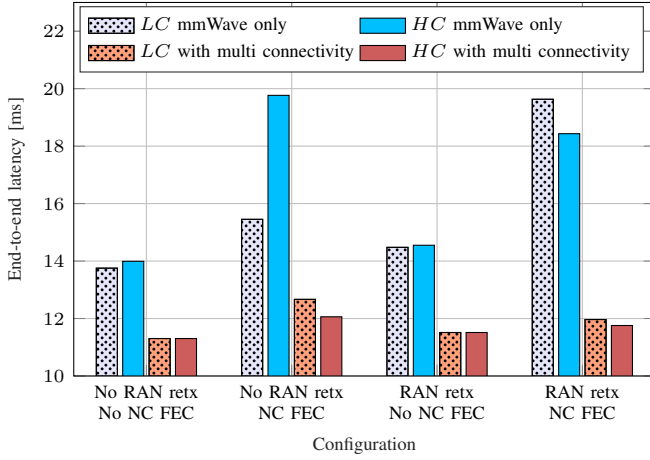 LC mmWave only HC mmWave only
LC with multi connectivity HC with multi connectivity
End-to-end latency [ms]
22
20
18
16
14
12
10
No RAN retx No RAN retx RAN retx RAN retx
No NC FEC NC FEC No NC FEC NC FEC
Configuration